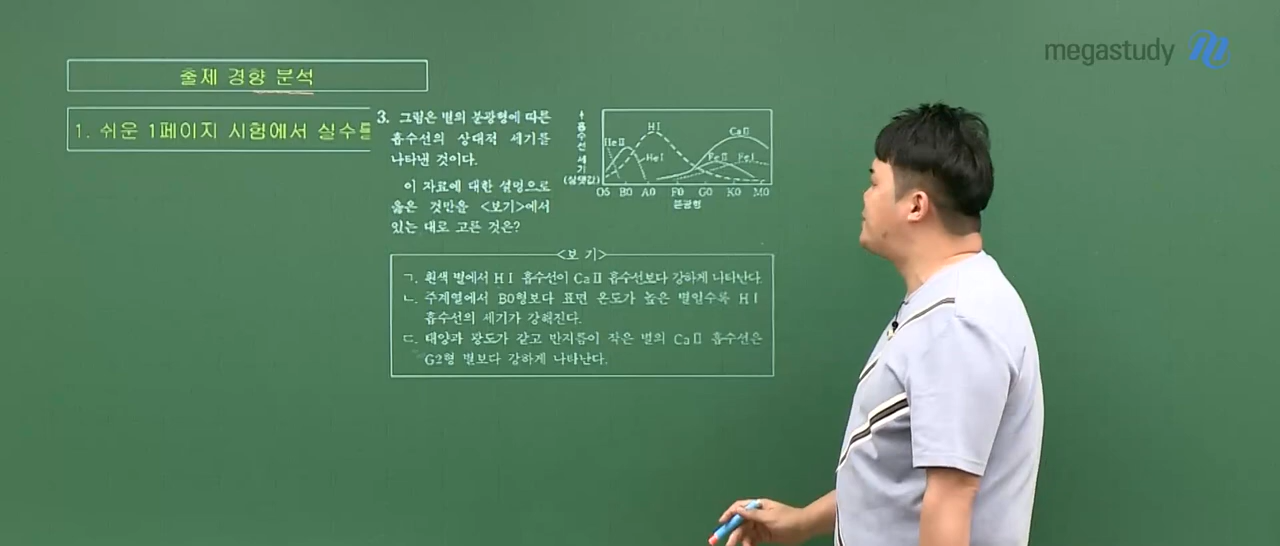 megastudy
출제 경향 분석
1. 쉬운 1페이지 시험에서 실수를
3. 그림은 별의 분광형에 따른
흡수선의 상대적 세기를
나타낸 것이다.
이 자료에 대한 설명으로
옳은 것만을 <보기>에서
있는 대로 고른 것은?
흡수선 세기
(상댓값)
HeⅡ
HⅠ
HeⅠ
CaⅡ
FeⅡ
FeⅠ
O5 B0 A0 F0 G0 K0 M0
분광형
<보 기>
ㄱ. 흰색 별에서 HⅠ 흡수선이 CaⅡ 흡수선보다 강하게 나타난다.
ㄴ. 주계열에서 B0형보다 표면 온도가 높은 별일수록 HⅠ
흡수선의 세기가 강해진다.
ㄷ. 태양과 광도가 같고 반지름이 작은 별의 CaⅡ 흡수선은
G2형 별보다 강하게 나타난다.